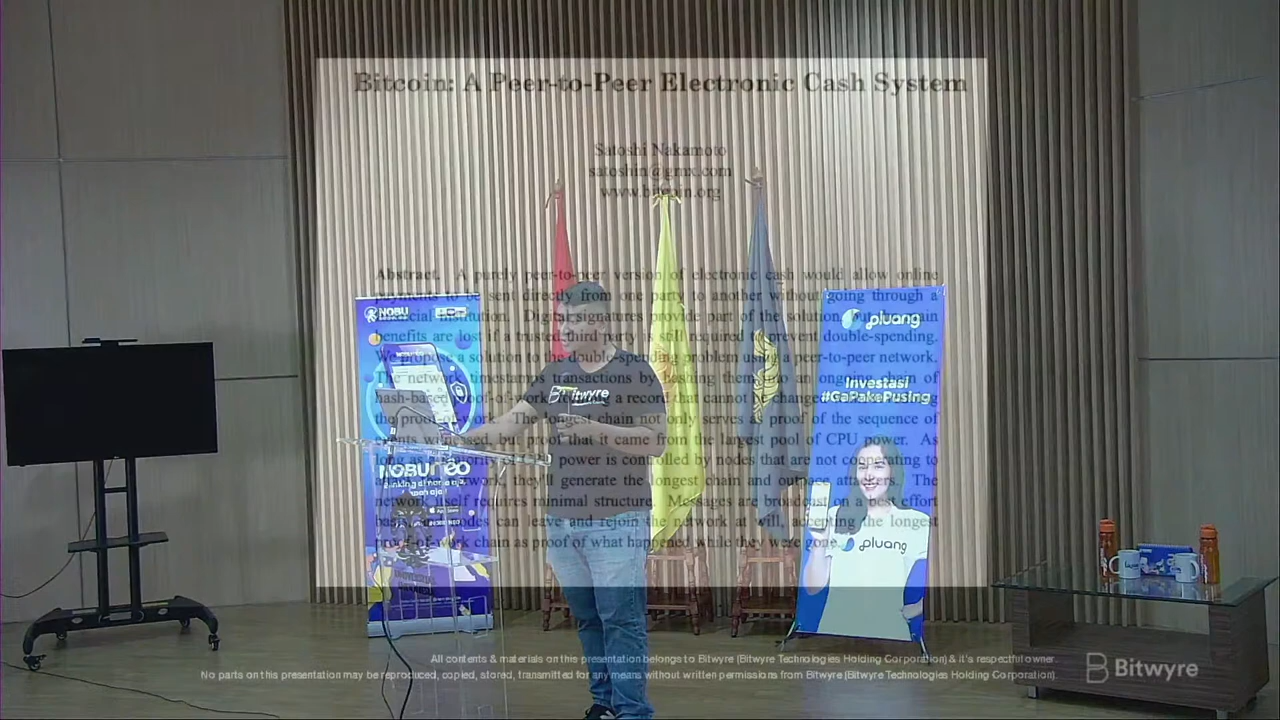 Bitcoin: A Peer-to-Peer Electronic Cash System
Satoshi Nakamoto
satoshin@gmx.com
www.bitcoin.org
Abstract. A purely peer-to-peer version of electronic cash would allow online
payments to be sent directly from one party to another without going through a
financial institution. Digital signatures provide part of the solution, but main
benefits are lost if a trusted third party is still required to prevent double-spending.
We propose a solution to the double-spending problem using a peer-to-peer network.
The network timestamps transactions by hashing them into an ongoing chain of
hash-based proof-of-work, forming a record that cannot be changed without
the proof-of-work. The longest chain not only serves as proof of the sequence of
events witnessed, but proof that it came from the largest pool of CPU power. As
long as a majority of CPU power is controlled by nodes that are not cooperating to
attack the network, they'll generate the longest chain and outpace attackers. The
network itself requires minimal structure. Messages are broadcast on a best effort
basis, nodes can leave and rejoin the network at will, accepting the longest
proof-of-work chain as proof of what happened while they were gone.
NOBU
NOBU NEO
pluang
Investasi
#GaPakePusing
pluang
Bitwyre
All contents & materials on this presentation belongs to Bitwyre (Bitwyre Technologies Holding Corporation) & it's respectful owner.
No parts on this presentation may be reproduced, copied, stored, transmitted for any means without written permissions from Bitwyre (Bitwyre Technologies Holding Corporation).
Bitwyre